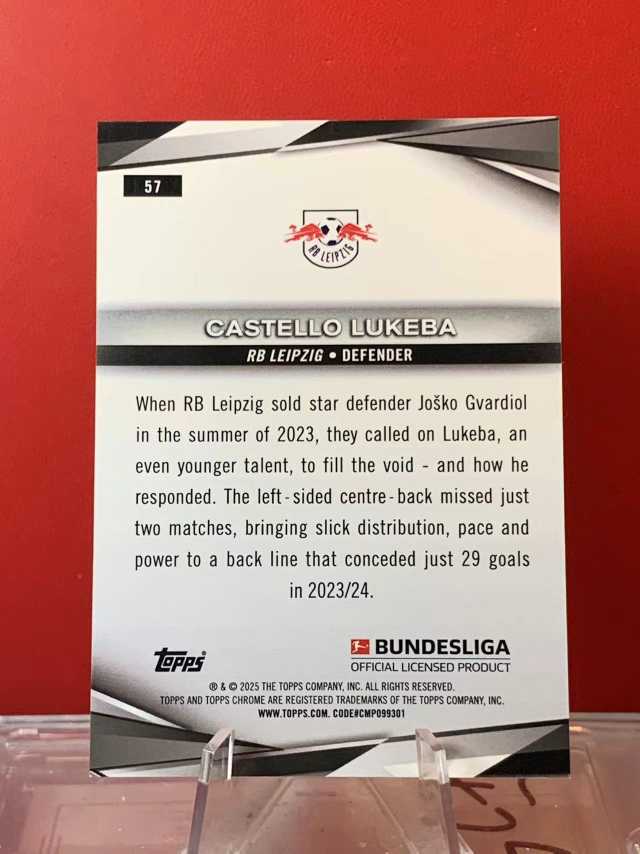 57
RB LEIPZIG
CASTELLO LUKEBA
RB LEIPZIG • DEFENDER
When RB Leipzig sold star defender Joško Gvardiol
in the summer of 2023, they called on Lukeba, an
even younger talent, to fill the void - and how he
responded. The left-sided centre-back missed just
two matches, bringing slick distribution, pace and
power to a back line that conceded just 29 goals
in 2023/24.
topps
BUNDESLIGA
OFFICIAL LICENSED PRODUCT
® & © 2025 THE TOPPS COMPANY, INC. ALL RIGHTS RESERVED.
TOPPS AND TOPPS CHROME ARE REGISTERED TRADEMARKS OF THE TOPPS COMPANY, INC.
WWW.TOPPS.COM. CODE#CMP099301